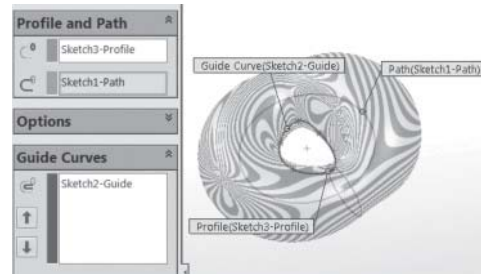 Profile and Path
Sketch3-Profile
Sketch1-Path
Options
Guide Curves
Sketch2-Guide
Guide Curve(Sketch2-Guide)
Path(Sketch1-Path)
Profile(Sketch3-Profile)